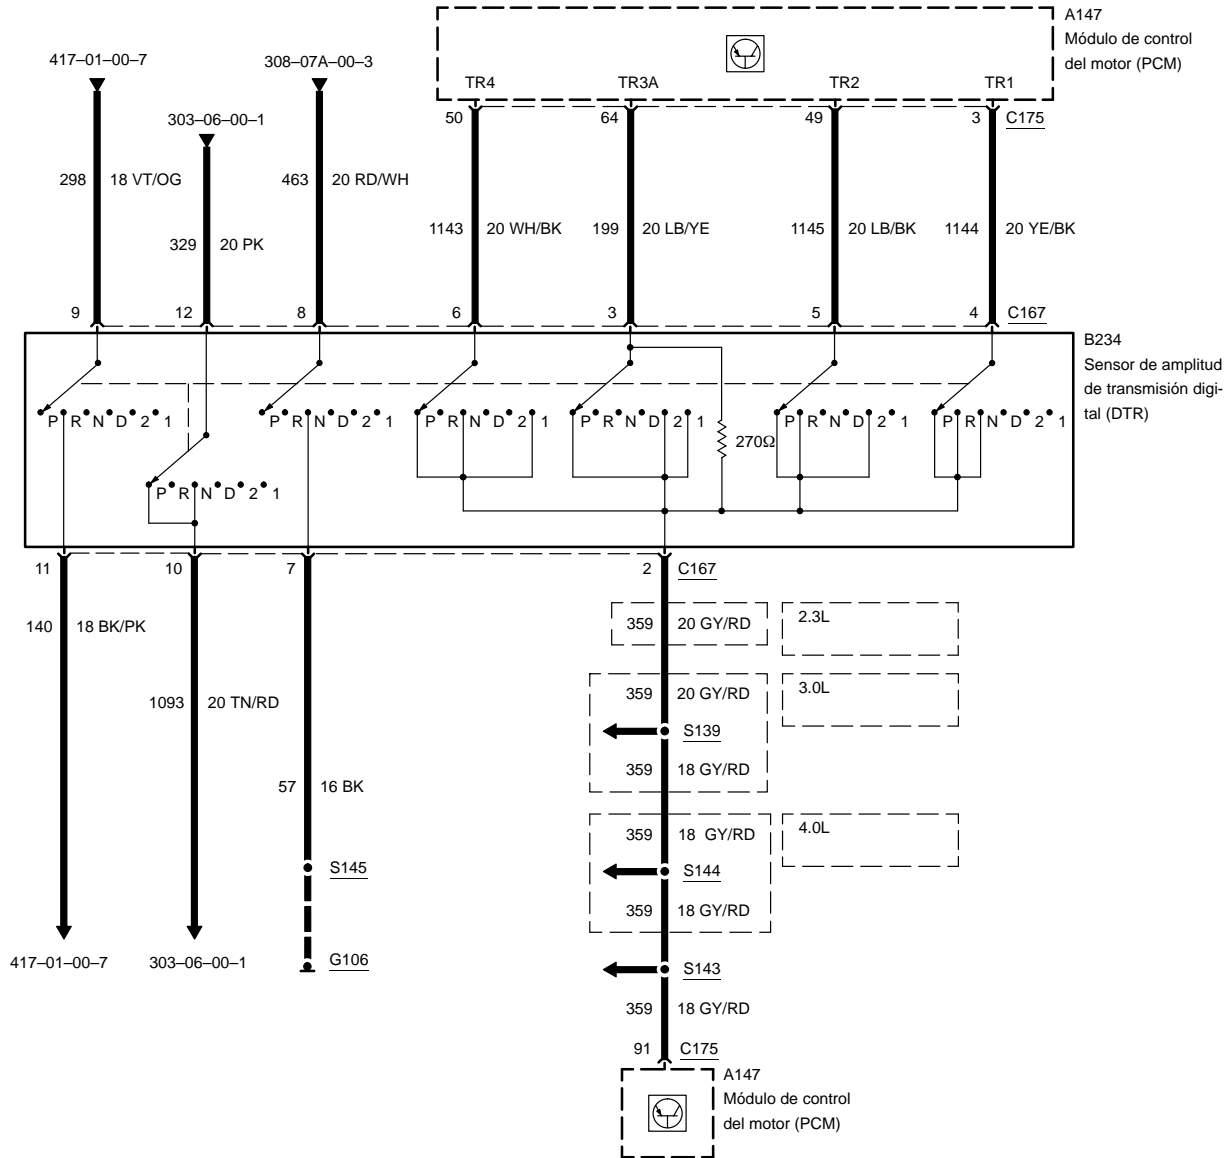 A147
Módulo de control
del motor (PCM)
417–01–00–7
308–07A–00–3
303–06–00–1
TR4 TR3A TR2 TR1
50 64 49 3 C175
298 18 VT/OG
463 20 RD/WH
329 20 PK
1143 20 WH/BK
199 20 LB/YE
1145 20 LB/BK
1144 20 YE/BK
9 12 8 6 3 5 4 C167
B234
Sensor de amplitud
de transmisión digi-
tal (DTR)
P R N D 2 1
P R N D 2 1
P R N D 2 1
P R N D 2 1
P R N D 2 1
P R N D 2 1
270Ω
P R N D 2 1
11 10 7 2 C167
140 18 BK/PK
359 20 GY/RD
2.3L
1093 20 TN/RD
359 20 GY/RD
3.0L
S139
359 18 GY/RD
57 16 BK
359 18 GY/RD
4.0L
S145
S144
359 18 GY/RD
417–01–00–7
303–06–00–1
G106
S143
359 18 GY/RD
91 C175
A147
Módulo de control
del motor (PCM)